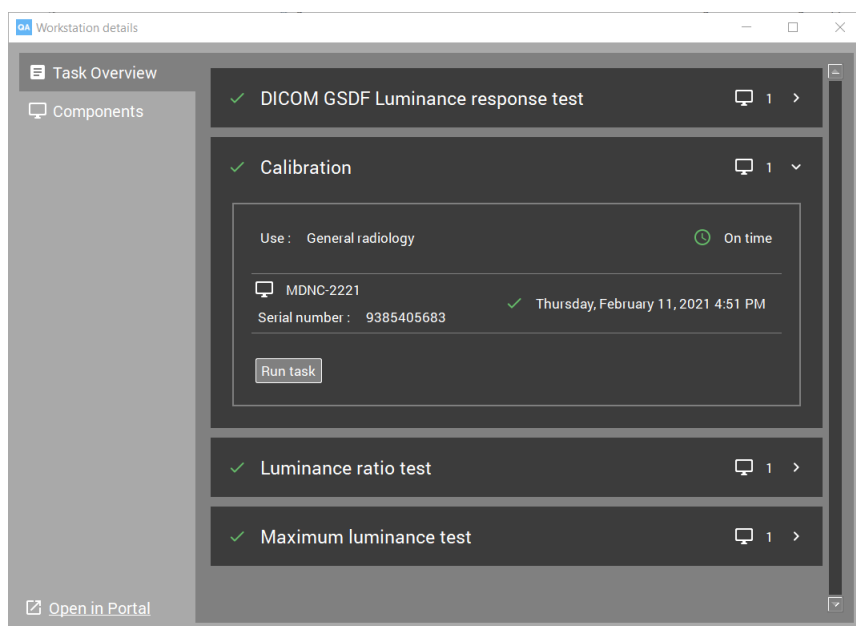 QA Workstation details
Task Overview
Components
DICOM GSDF Luminance response test 1
Calibration 1
Use : General radiology On time
MDNC-2221
Serial number : 9385405683
Thursday, February 11, 2021 4:51 PM
Run task
Luminance ratio test 1
Maximum luminance test 1
Open in Portal